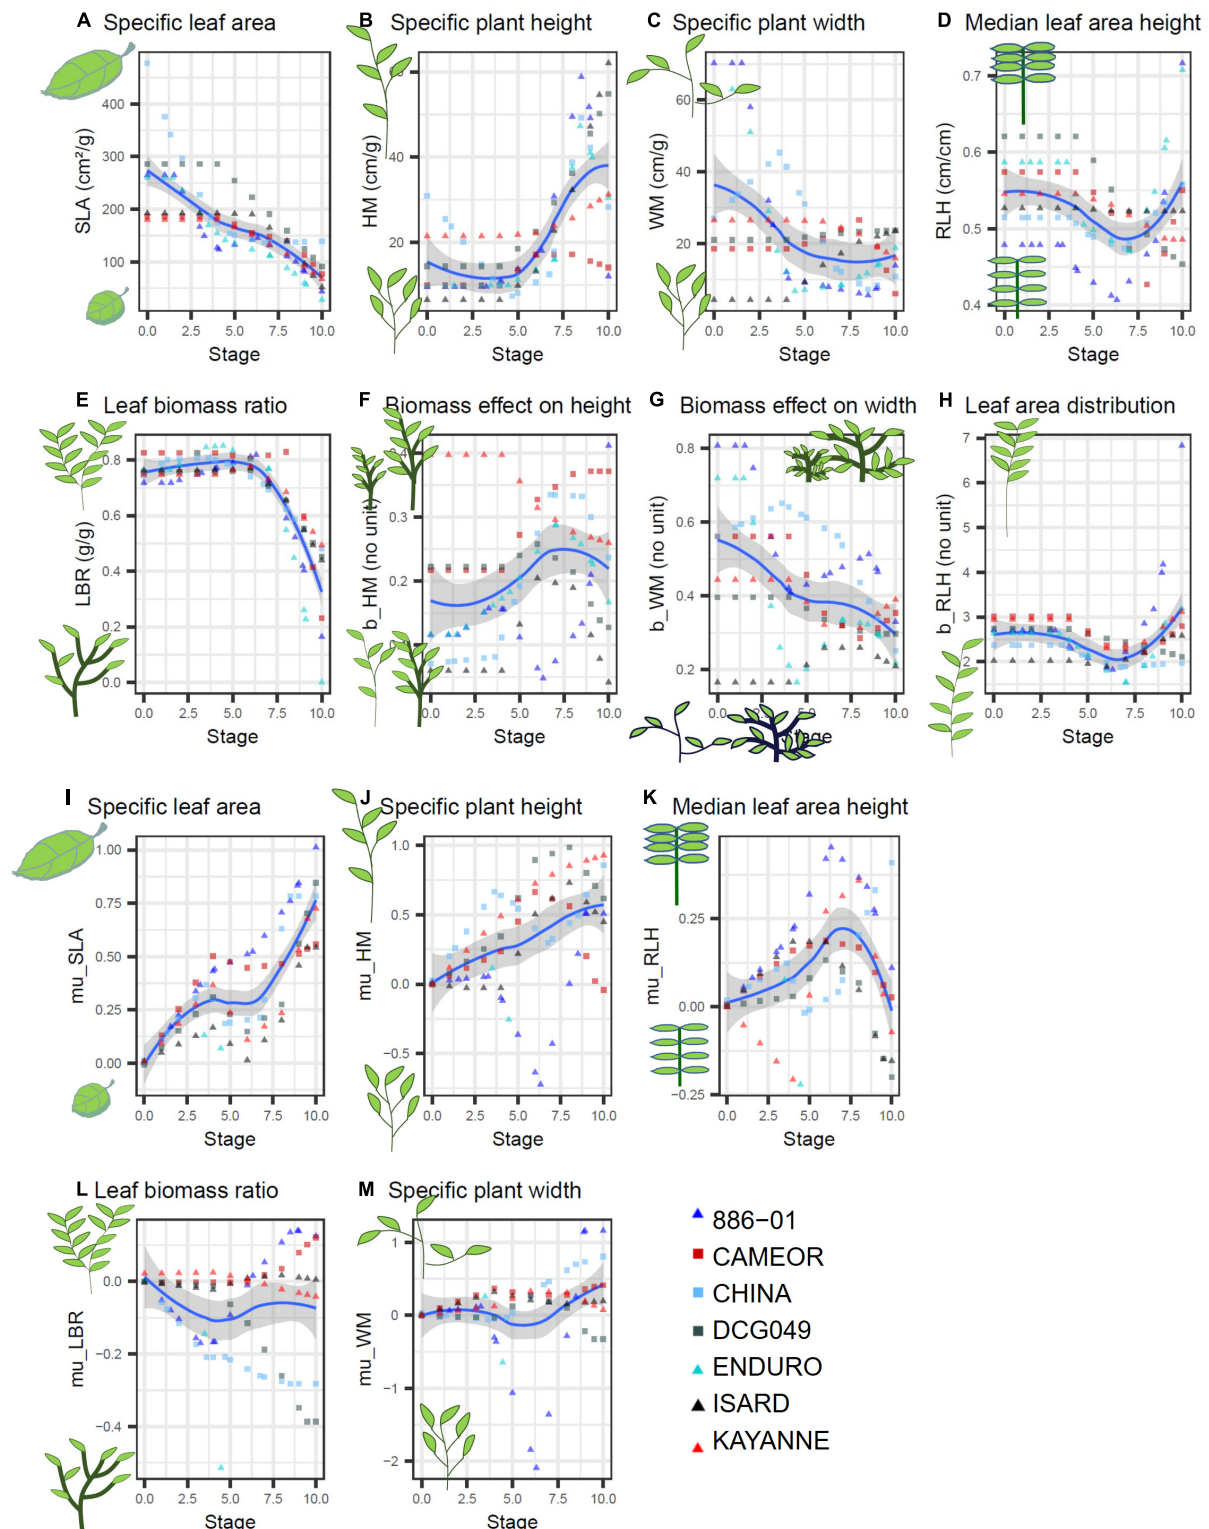 A Specific leaf area
B Specific plant height
C Specific plant width
D Median leaf area height
SLA (cm²/g)
400
300
200
100
0.0 2.5 5.0 7.5 10.0
Stage
HM (cm/g)
40
20
0.0 2.5 5.0 7.5 10.0
Stage
WM cm/g)
60
40
20
0.0 2.5 5.0 7.5 10.0
Stage
RLH (cm/cm)
0.7
0.6
0.5
0.4
0.0 2.5 5.0 7.5 10.0
Stage
E Leaf biomass ratio
F Biomass effect on height
G Biomass effect on width
H Leaf area distribution
LBR (g/g)
0.8
0.6
0.4
0.2
0.0
0.0 2.5 5.0 7.5 10.0
Stage
b_HM (no unit)
0.3
0.2
0.0 2.5 5.0 7.5 10.0
Stage
b_WM (no unit)
0.8
0.6
0.4
0.2
0.0 2.5 5.0 7.5 10.0
Stage
b_RLH (no unit)
7
6
5
4
3
2
0.0 2.5 5.0 7.5 10.0
Stage
I Specific leaf area
J Specific plant height
K Median leaf area height
mu_SLA
1.00
0.75
0.50
0.25
0.00
0.0 2.5 5.0 7.5 10.0
Stage
mu_HM
1.0
0.5
0.0
−0.5
0.0 2.5 5.0 7.5 10.0
Stage
mu_RLH
0.25
0.00
−0.25
0.0 2.5 5.0 7.5 10.0
Stage
L Leaf biomass ratio
M Specific plant width
mu_LBR
0.0
−0.2
−0.4
0.0 2.5 5.0 7.5 10.0
Stage
mu_WM
1
0
−1
−2
0.0 2.5 5.0 7.5 10.0
Stage
886−01
CAMEOR
CHINA
DCG049
ENDURO
ISARD
KAYANNE